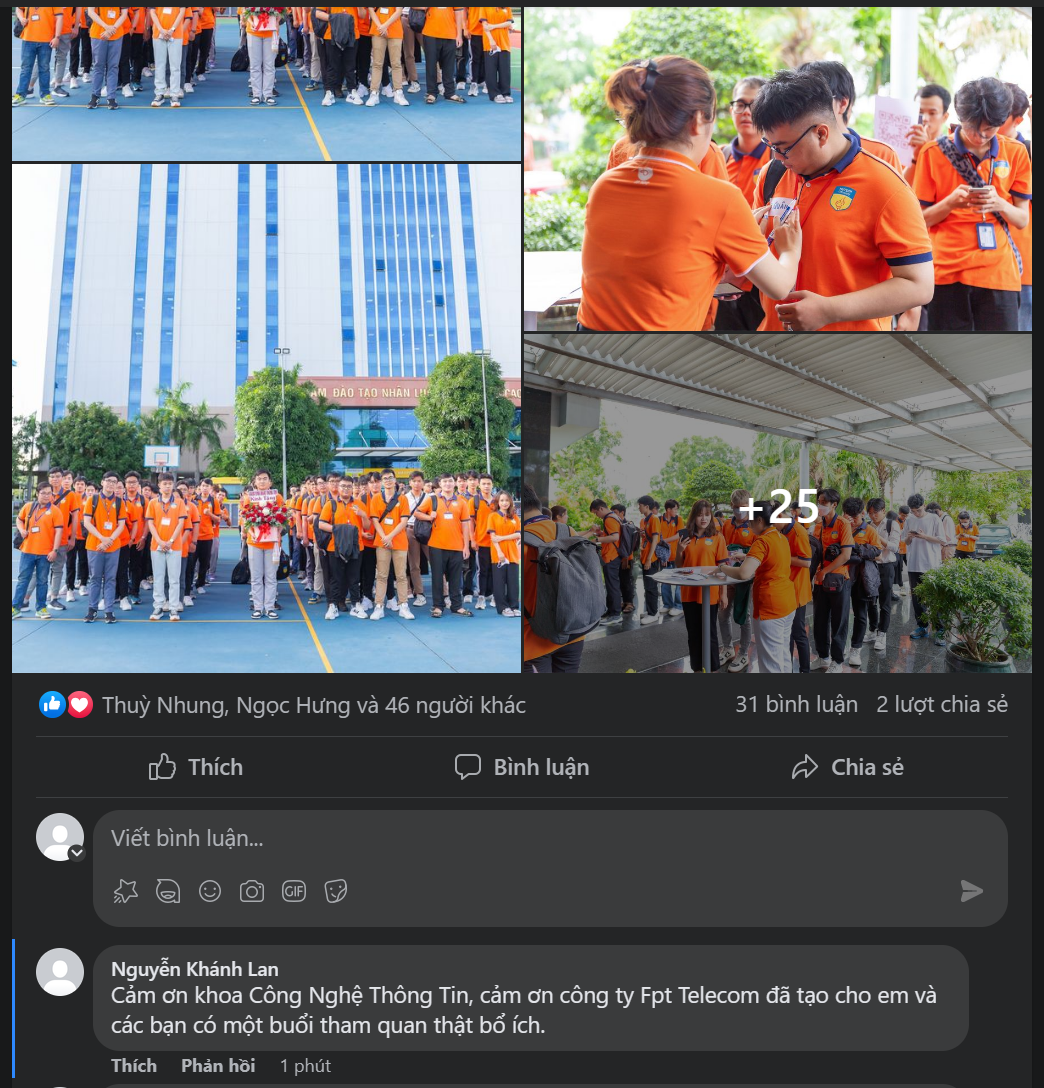 ÂM ĐÀO TẠO NHÂN LỰ
CAO
+25
Thuỳ Nhung, Ngọc Hưng và 46 người khác
31 bình luận 2 lượt chia sẻ
Thích
Bình luận
Chia sẻ
Viết bình luận...
GIF
Nguyễn Khánh Lan
Cảm ơn khoa Công Nghệ Thông Tin, cảm ơn công ty Fpt Telecom đã tạo cho em và
các bạn có một buổi tham quan thật bổ ích.
Thích Phản hồi 1 phút